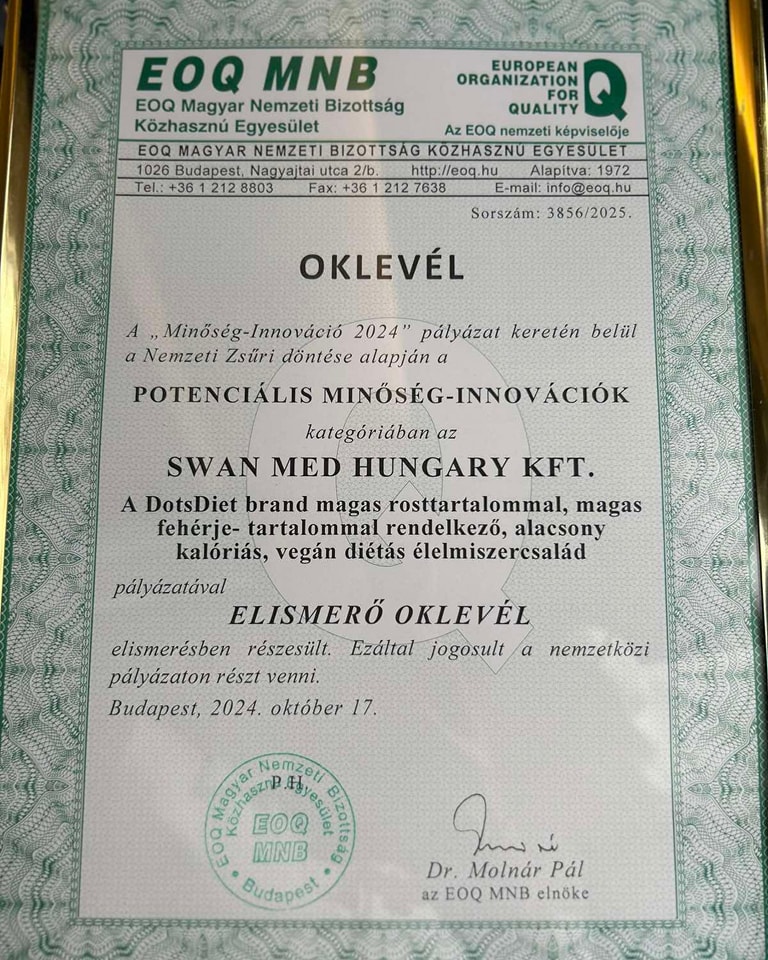 EOQ MNB
EOQ Magyar Nemzeti Bizottság
Közhasznú Egyesület
EUROPEAN
ORGANIZATION
FOR
QUALITY
Q
Az EOQ nemzeti képviselője
EOQ MAGYAR NEMZETI BIZOTTSÁG KÖZHASZNÚ EGYESÜLET
1026 Budapest, Nagyajtai utca 2/b. http://eoq.hu Alapítva: 1972
Tel.: +36 1 212 8803 Fax: +36 1 212 7638 E-mail: info@eoq.hu
Sorszám: 3856/2025.
OKLEVÉL
A „Minőség-Innováció 2024” pályázat keretén belül
a Nemzeti Zsűri döntése alapján a
POTENCIÁLIS MINŐSÉG-INNOVÁCIÓK
kategóriában az
SWAN MED HUNGARY KFT.
A DotsDiet brand magas rosttartalommal, magas
fehérje- tartalommal rendelkező, alacsony
kalóriás, vegán diétás élelmiszercsalád
pályázatával
ELISMERŐ OKLEVÉL
elismerésben részesült. Ezáltal jogosult a nemzetközi
pályázaton részt venni.
Budapest, 2024. október 17.
P.H.
EOQ Magyar Nemzeti Bizottság
Közhasznú Egyesület
EOQ
MNB
• Budapest •
Dr. Molnár Pál
az EOQ MNB elnöke